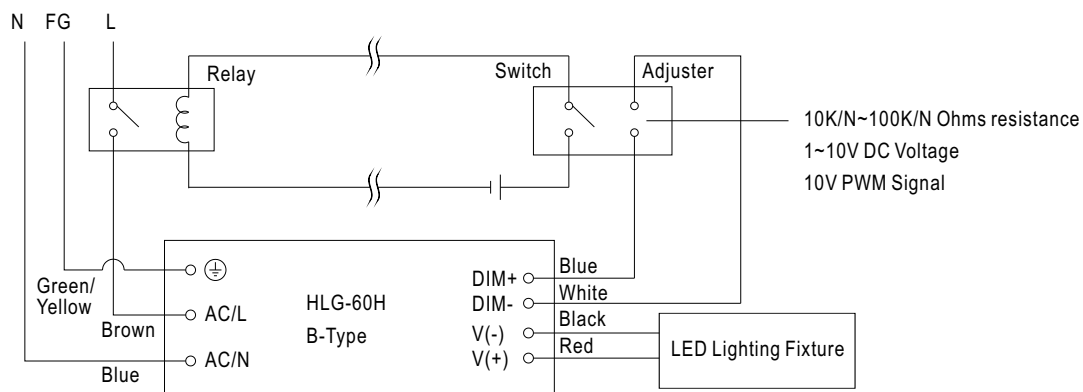 N FG L
Relay
Switch
Adjuster
10K/N~100K/N Ohms resistance
1~10V DC Voltage
10V PWM Signal
Green/
Yellow
Brown
Blue
AC/L
AC/N
HLG-60H
B-Type
DIM+
DIM-
V(-)
V(+)
Blue
White
Black
Red
LED Lighting Fixture